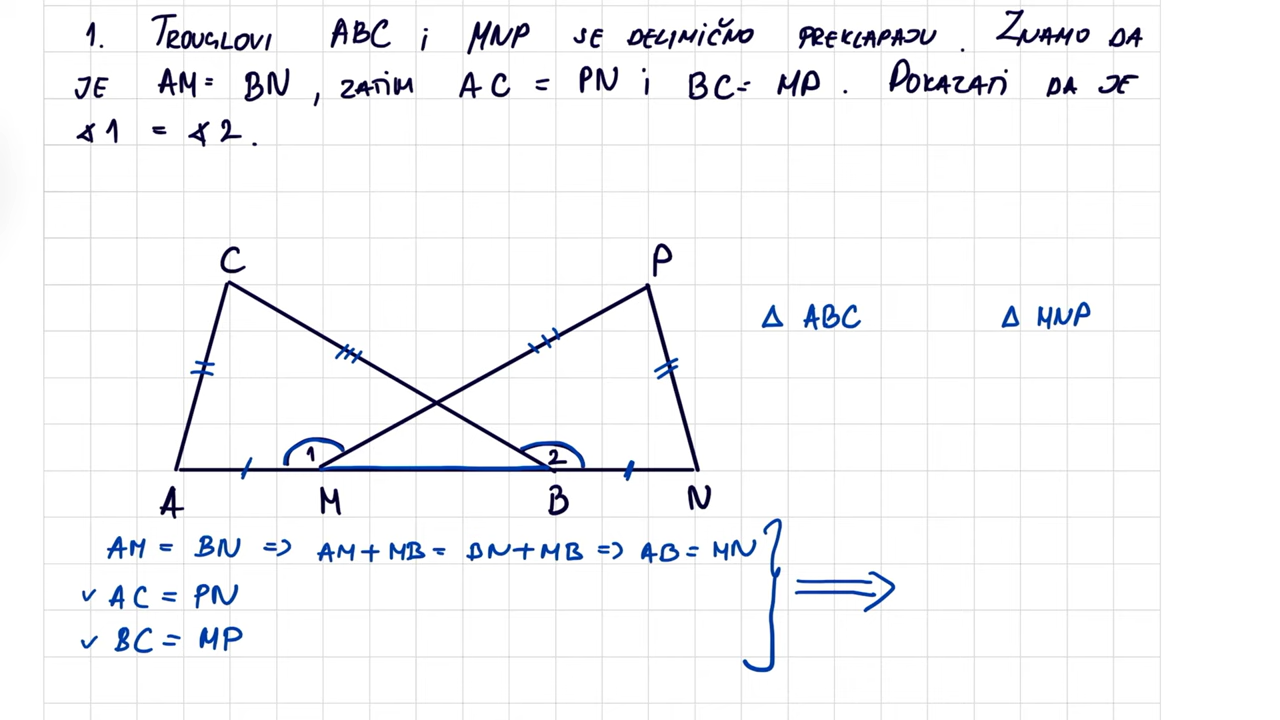 1. TROUGLOVI ABC i MNP SE DELIMIČNO PREKLAPAJU. ZNAMO DA
JE AM = BN, ZATIM AC = PN i BC = MP. POKAZATI DA JE
∢1 = ∢2.
C
P
Δ ABC
Δ MNP
1
2
A
M
B
N
AM = BN => AM + MB = BN + MB => AB = MN
✓ AC = PN
✓ BC = MP